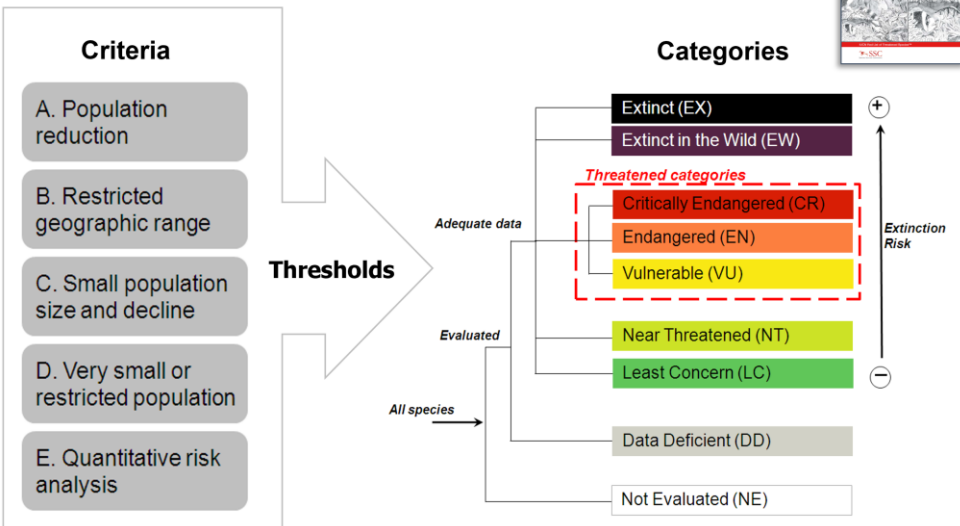 Criteria
A. Population
reduction
B. Restricted
geographic range
C. Small population
size and decline
D. Very small or
restricted population
E. Quantitative risk
analysis
Thresholds
Categories
SSC
Extinct (EX)
Extinct in the Wild (EW)
Threatened categories
Critically Endangered (CR)
Endangered (EN)
Vulnerable (VU)
Near Threatened (NT)
Least Concern (LC)
Data Deficient (DD)
Not Evaluated (NE)
Adequate data
Evaluated
All species
+
Extinction
Risk
−